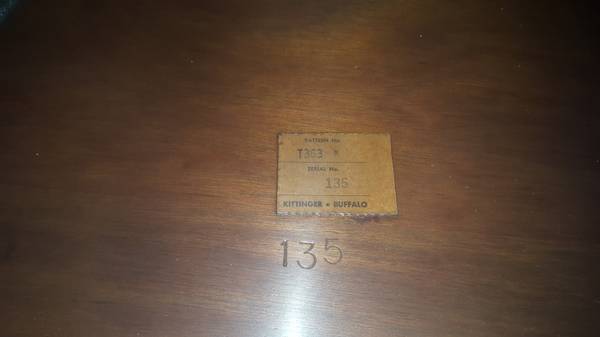 PATTERN No.
T363 *
SERIAL No.
135
KITTINGER • BUFFALO
135